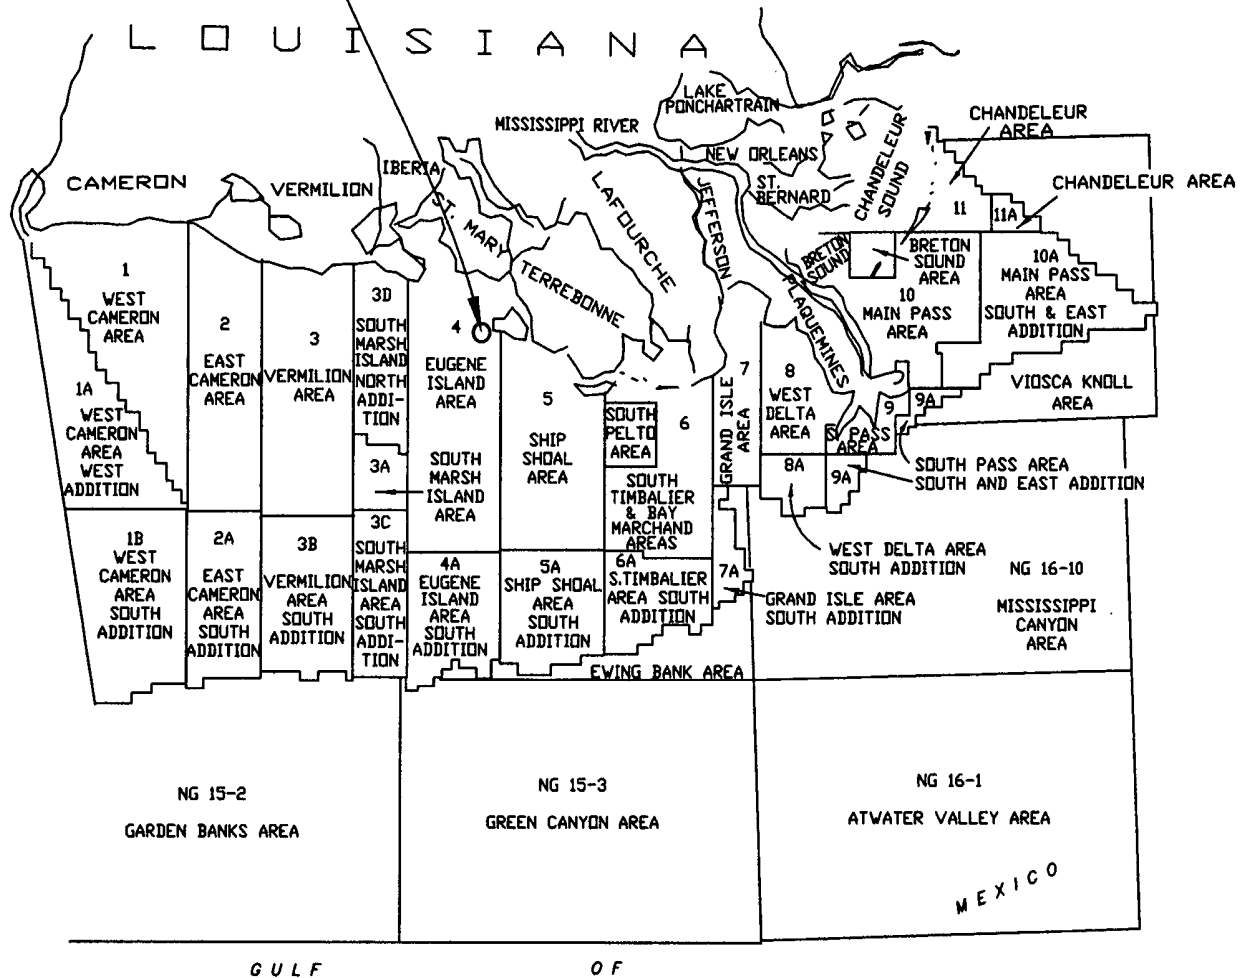 LOUISIANA
LAKE
PONCHARTRAIN
MISSISSIPPI RIVER
NEW ORLEANS
ST.
BERNARD
CHANDELEUR
SOUND
CHANDELEUR
AREA
CHANDELEUR AREA
CAMERON
VERMILION
IBERIA
ST. MARY
TERREBONNE
LAFOURCHE
JEFFERSON
PLAQUEMINES
BRETON
SOUND
BRETON
SOUND
AREA
11
11A
10A
MAIN PASS
AREA
SOUTH & EAST
ADDITION
10
MAIN PASS
AREA
VIOSCA KNOLL
AREA
1
WEST
CAMERON
AREA
1A
WEST
CAMERON
AREA
WEST
ADDITION
2
EAST
CAMERON
AREA
3
VERMILION
AREA
3D
SOUTH
MARSH
ISLAND
NORTH
ADDI-
TION
3A
4
EUGENE
ISLAND
AREA
SOUTH
MARSH
ISLAND
AREA
5
SHIP
SHOAL
AREA
SOUTH
PELTO
AREA
6
SOUTH
TIMBALIER
& BAY
MARCHAND
AREAS
7
GRAND ISLE
AREA
8
WEST
DELTA
AREA
9
S. PASS
AREA
9A
8A
9A
SOUTH PASS AREA
SOUTH AND EAST ADDITION
WEST DELTA AREA
SOUTH ADDITION
1B
WEST
CAMERON
AREA
SOUTH
ADDITION
2A
EAST
CAMERON
AREA
SOUTH
ADDITION
3B
VERMILION
AREA
SOUTH
ADDITION
3C
SOUTH
MARSH
ISLAND
AREA
SOUTH
ADDI-
TION
4A
EUGENE
ISLAND
AREA
SOUTH
ADDITION
5A
SHIP SHOAL
AREA
SOUTH
ADDITION
6A
S.TIMBALIER
AREA SOUTH
ADDITION
7A
GRAND ISLE AREA
SOUTH ADDITION
NG 16-10
MISSISSIPPI
CANYON
AREA
EWING BANK AREA
NG 15-2
GARDEN BANKS AREA
NG 15-3
GREEN CANYON AREA
NG 16-1
ATWATER VALLEY AREA
GULF OF MEXICO